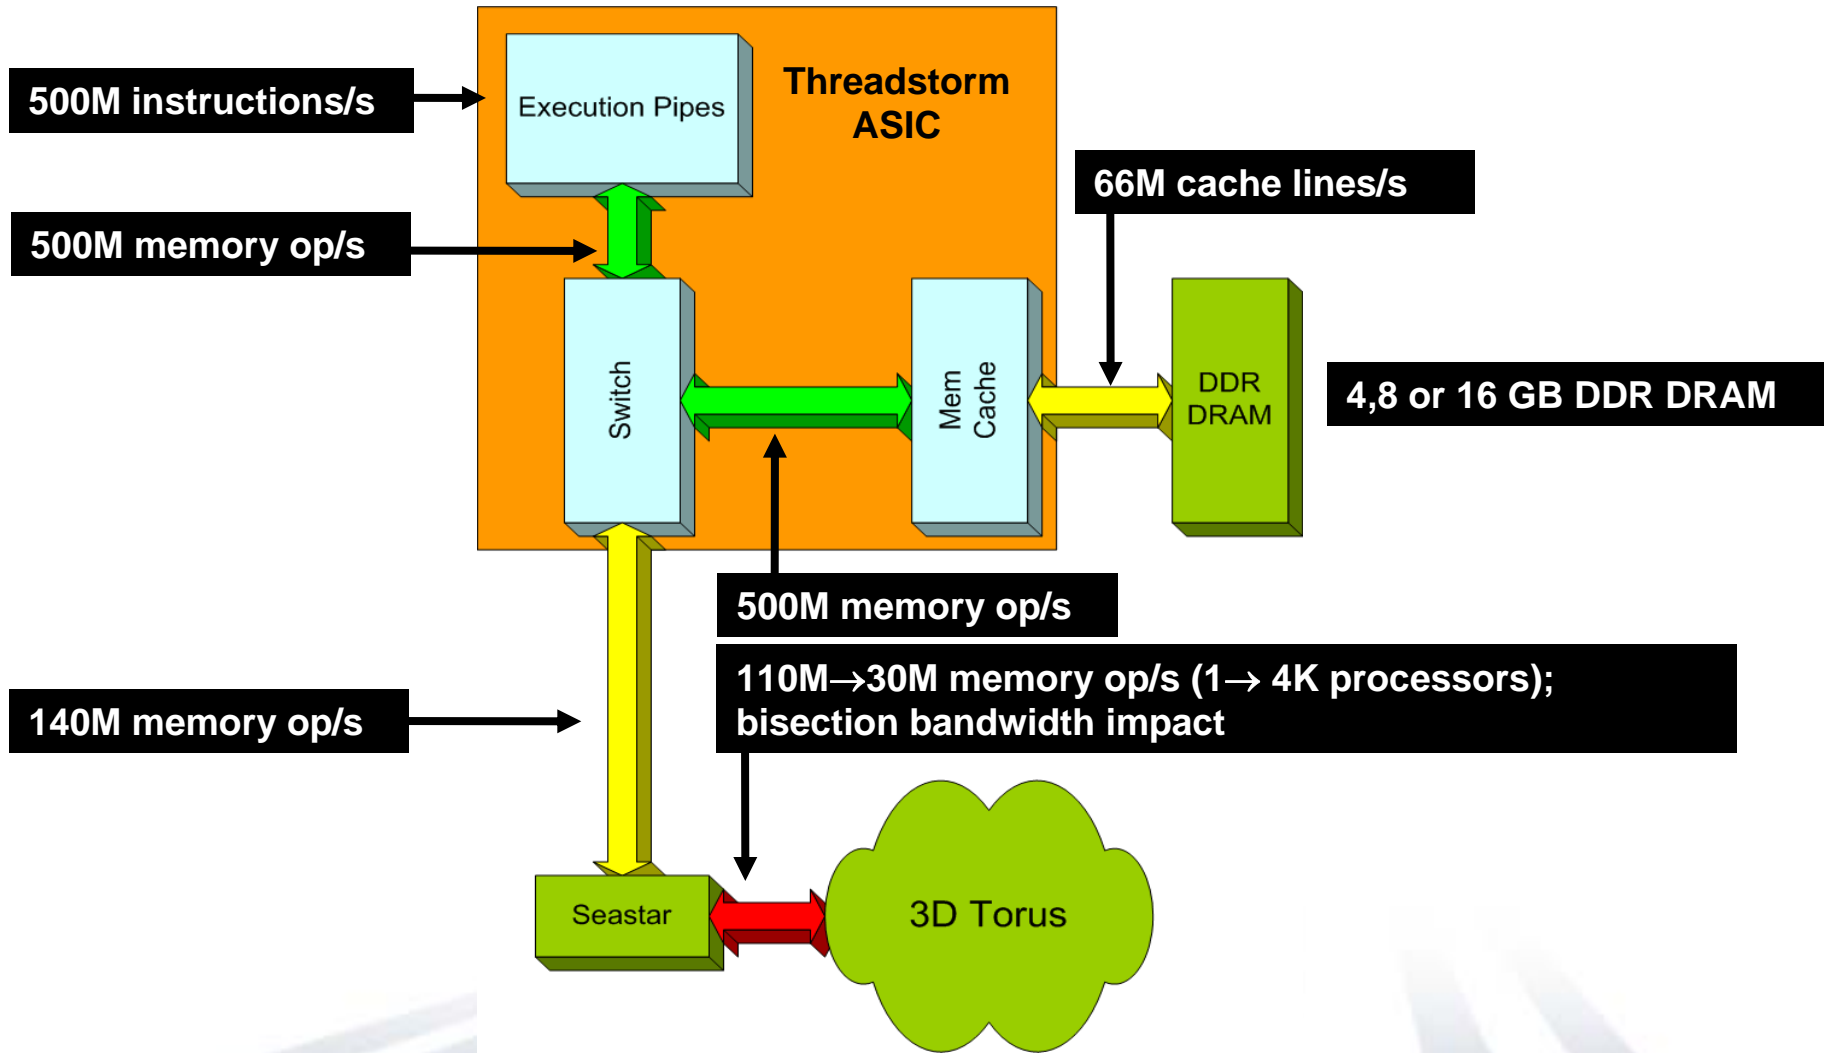 Threadstorm
ASIC
500M instructions/s
Execution Pipes
66M cache lines/s
500M memory op/s
Switch
Mem
Cache
DDR
DRAM
4,8 or 16 GB DDR DRAM
500M memory op/s
110M→30M memory op/s (1→ 4K processors);
bisection bandwidth impact
140M memory op/s
Seastar
3D Torus